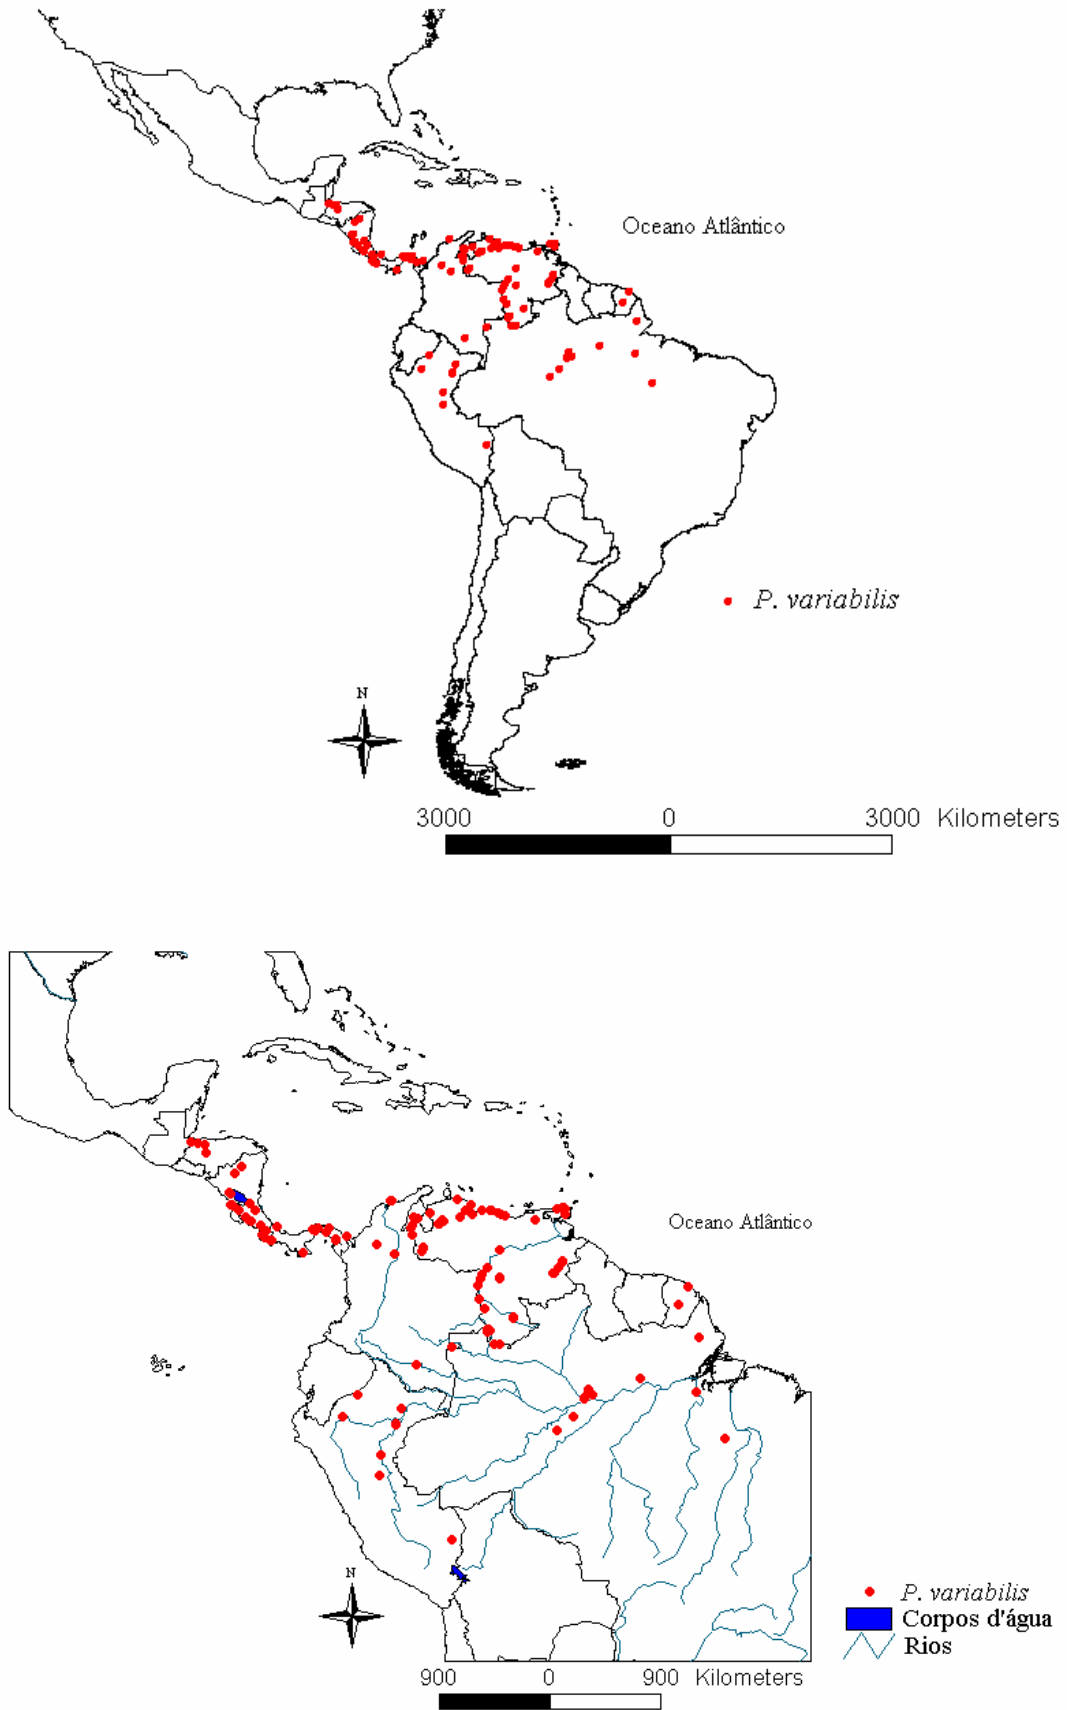 Oceano Atlântico
P. variabilis
N
3000 0 3000 Kilometers
Oceano Atlântico
N
P. variabilis
Corpos d'água
Rios
900 0 900 Kilometers